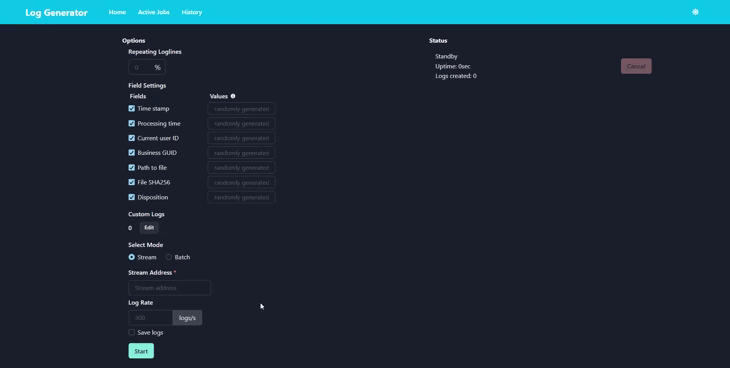 Log Generator Home Active Jobs History
Options
Repeating Loglines
0 %
Field Settings
Fields Values
Time stamp randomly generated
Processing time randomly generated
Current user ID randomly generated
Business GUID randomly generated
Path to file randomly generated
File SHA256 randomly generated
Disposition randomly generated
Custom Logs
0 Edit
Select Mode
Stream Batch
Stream Address *
Stream address
Log Rate
logs/s
Save logs
Start
Status
Standby
Uptime: 0sec
Logs created: 0
Cancel